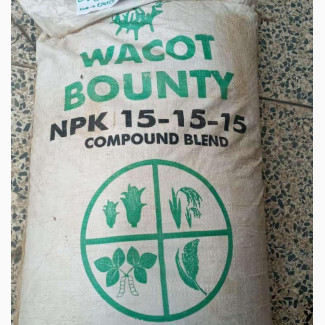 WACOT
BOUNTY
NPK 15-15-15
COMPOUND BLEND